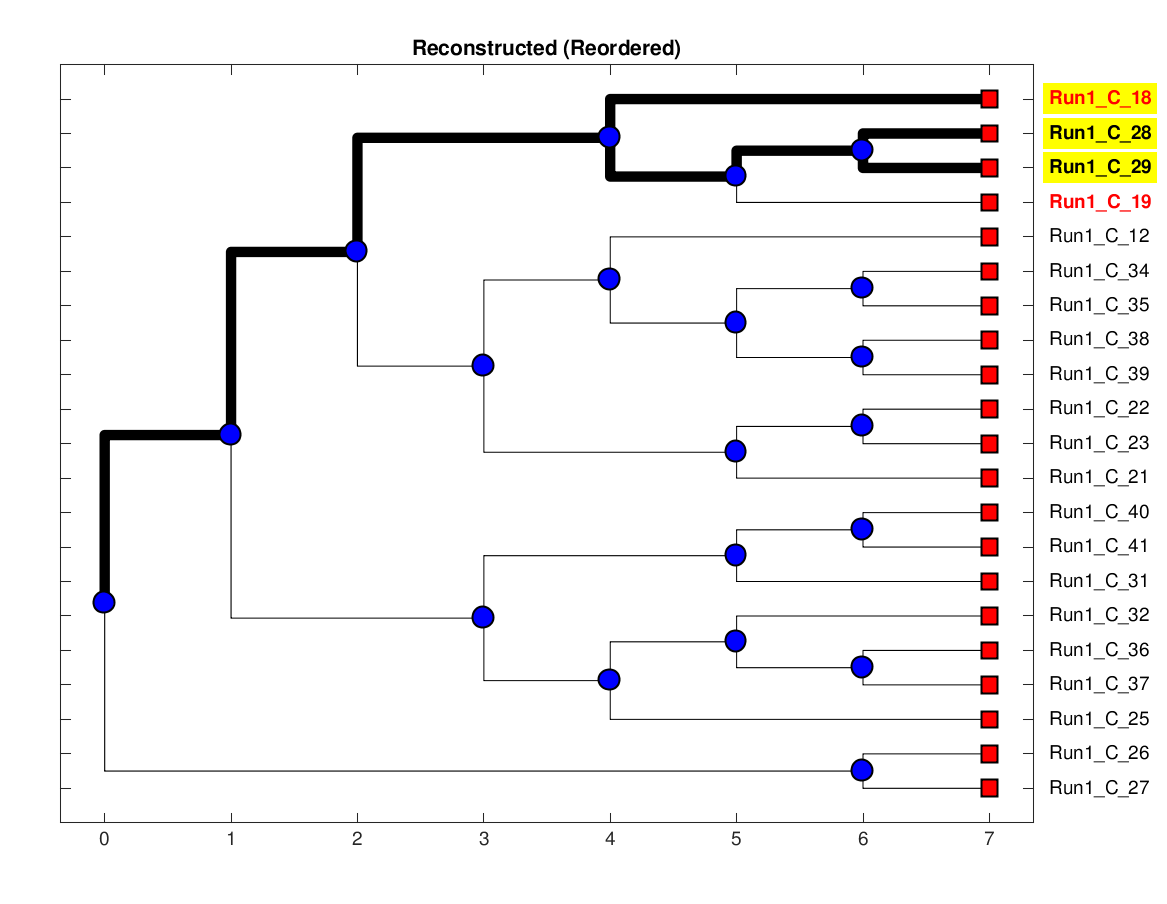 Reconstructed (Reordered)
Run1_C_18
Run1_C_28
Run1_C_29
Run1_C_19
Run1_C_12
Run1_C_34
Run1_C_35
Run1_C_38
Run1_C_39
Run1_C_22
Run1_C_23
Run1_C_21
Run1_C_40
Run1_C_41
Run1_C_31
Run1_C_32
Run1_C_36
Run1_C_37
Run1_C_25
Run1_C_26
Run1_C_27
0 1 2 3 4 5 6 7